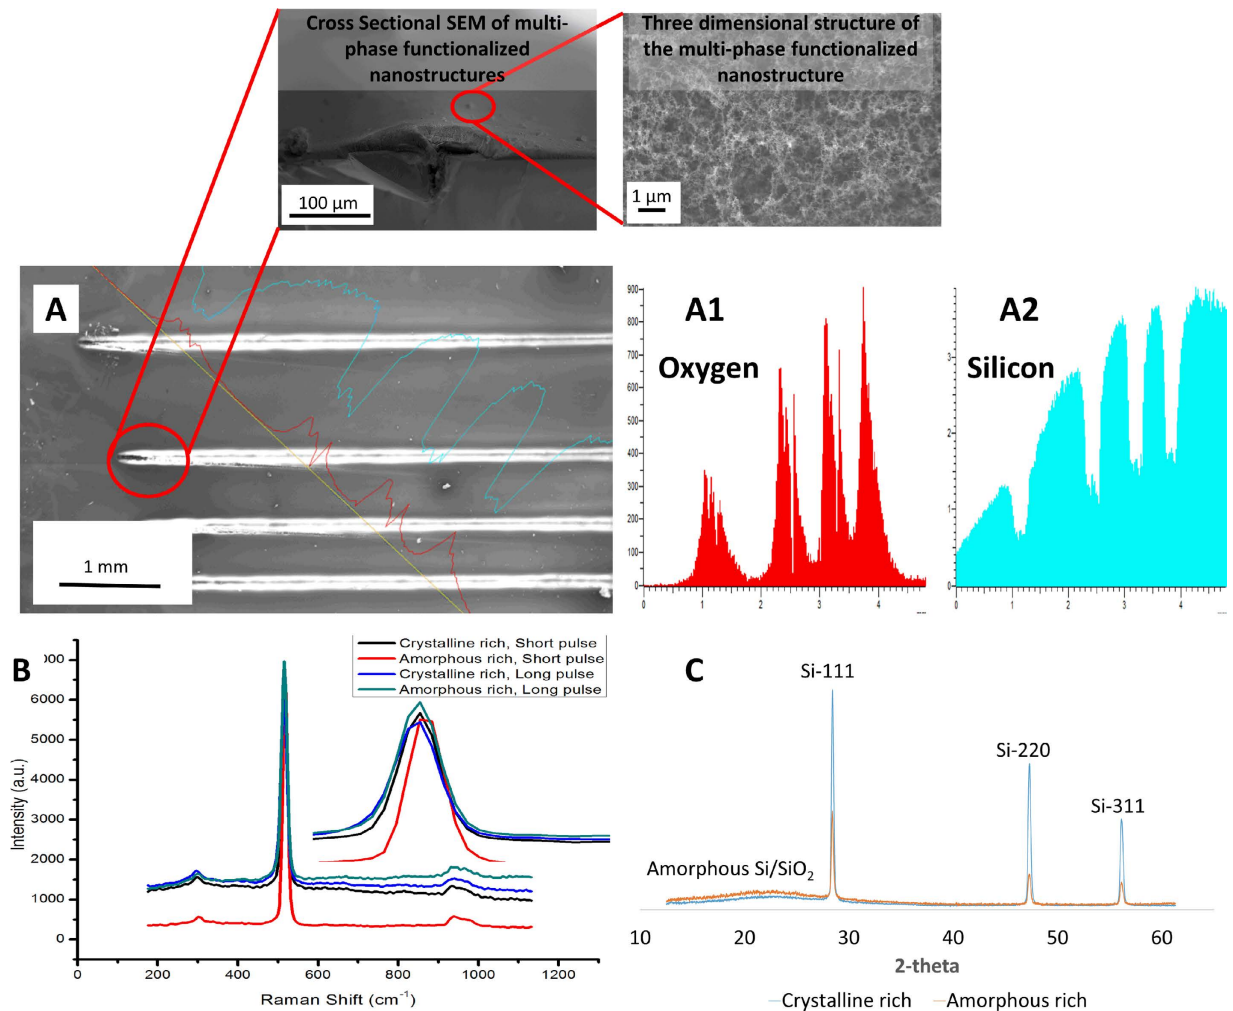 Cross Sectional SEM of multi-
phase functionalized
nanostructures
100 µm
Three dimensional structure of
the multi-phase functionalized
nanostructure
1 µm
A
1 mm
A1
Oxygen
900
800
700
600
500
400
300
200
100
0
0 1 2 3 4
A2
Silicon
3
2
1
0
0 1 2 3 4
B
Crystalline rich, Short pulse
Amorphous rich, Short pulse
Crystalline rich, Long pulse
Amorphous rich, Long pulse
Intensity (a.u.)
6000
5000
4000
3000
2000
1000
0
0 200 400 600 800 1000 1200
Raman Shift (cm⁻¹)
C
Si-111
Si-220
Si-311
Amorphous Si/SiO₂
10 20 30 40 50 60
2-theta
Crystalline rich Amorphous rich